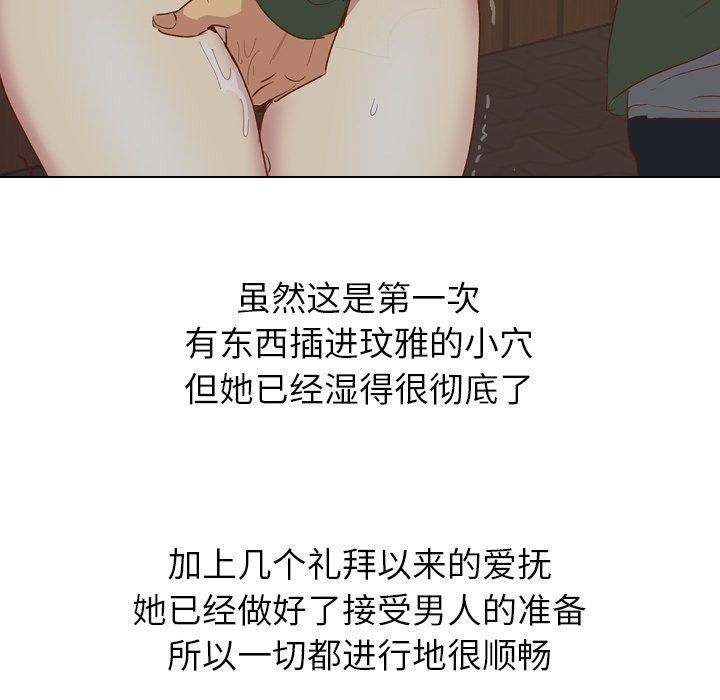 虽然这是第一次
有东西插进玟雅的小穴
但她已经湿得很彻底了
加上几个礼拜以来的爱抚
她已经做好了接受男人的准备
所以一切都进行地很顺畅